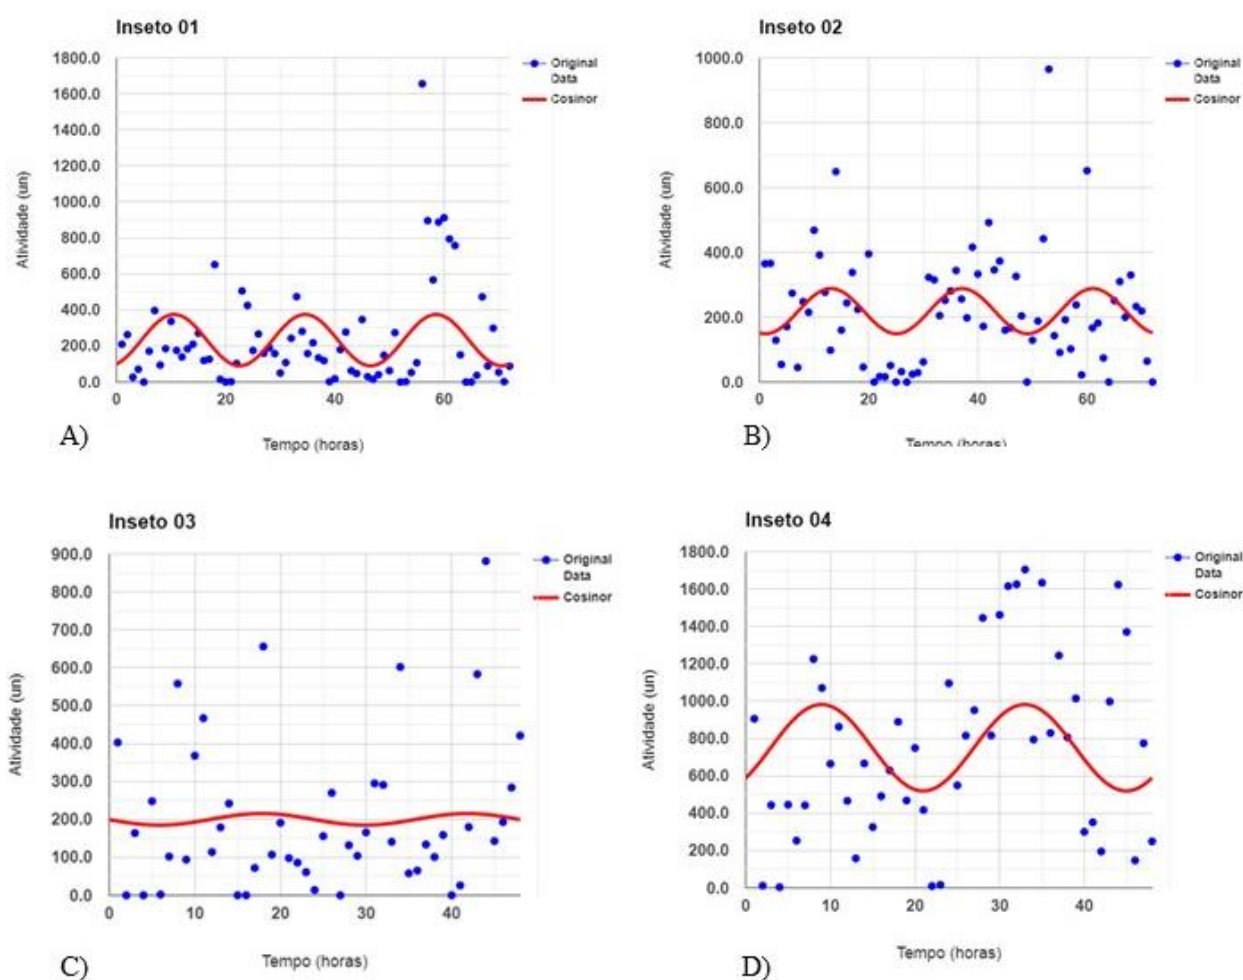 Inseto 01
1800.0
1600.0
1400.0
1200.0
1000.0
800.0
600.0
400.0
200.0
0.0
0 20 40 60
Atividade (un)
Tempo (horas)
Original
Data
Cosinor
A)
Inseto 02
1000.0
800.0
600.0
400.0
200.0
0.0
0 20 40 60
Atividade (un)
Tempo (horas)
Original
Data
Cosinor
B)
Inseto 03
900.0
800.0
700.0
600.0
500.0
400.0
300.0
200.0
100.0
0.0
0 10 20 30 40
Atividade (un)
Tempo (horas)
Original
Data
Cosinor
C)
Inseto 04
1800.0
1600.0
1400.0
1200.0
1000.0
800.0
600.0
400.0
200.0
0.0
0 10 20 30 40
Atividade (un)
Tempo (horas)
Original
Data
Cosinor
D)